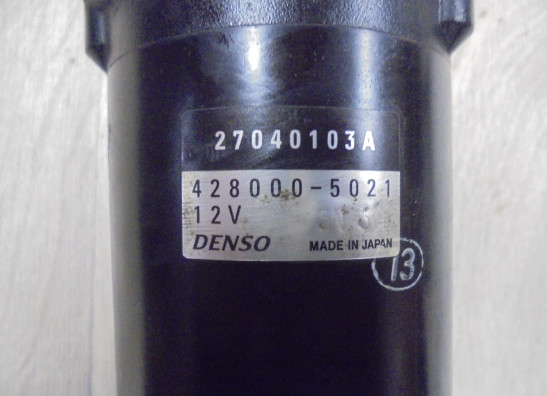 27040103A
428000-5021
12V
DENSO MADE IN JAPAN
13